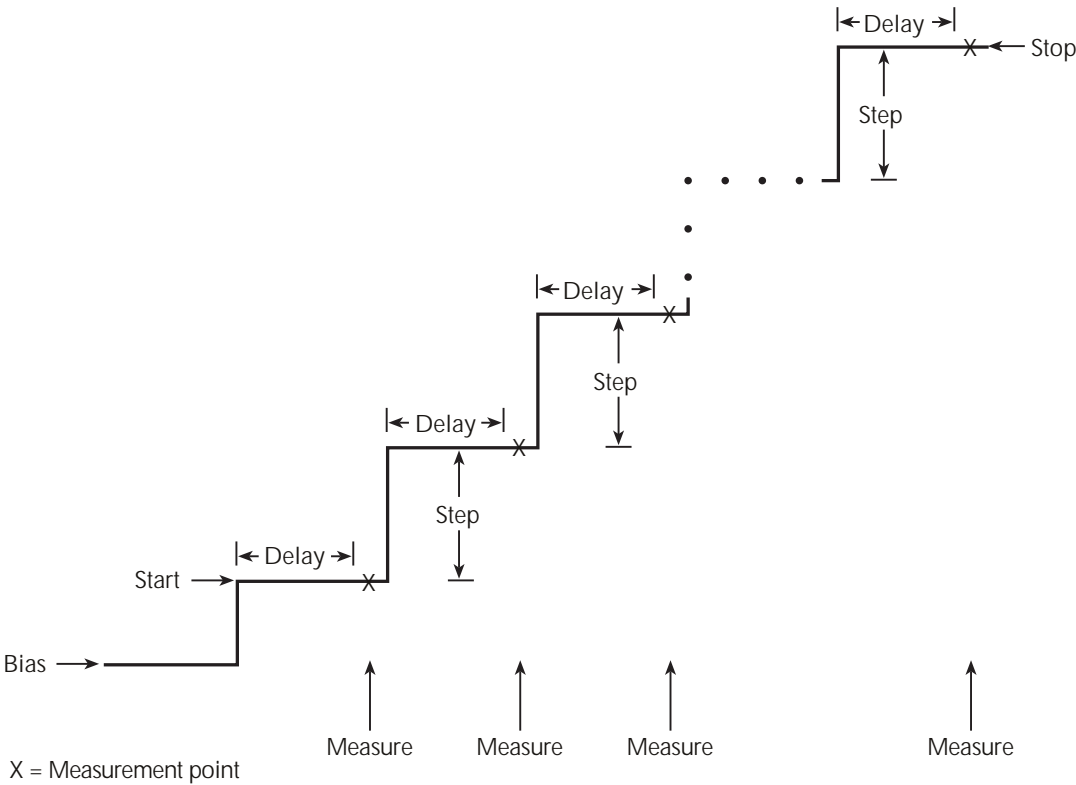 Delay
Stop
Step
Delay
Step
Delay
Step
Delay
Start
Bias
Measure Measure Measure Measure
X = Measurement point